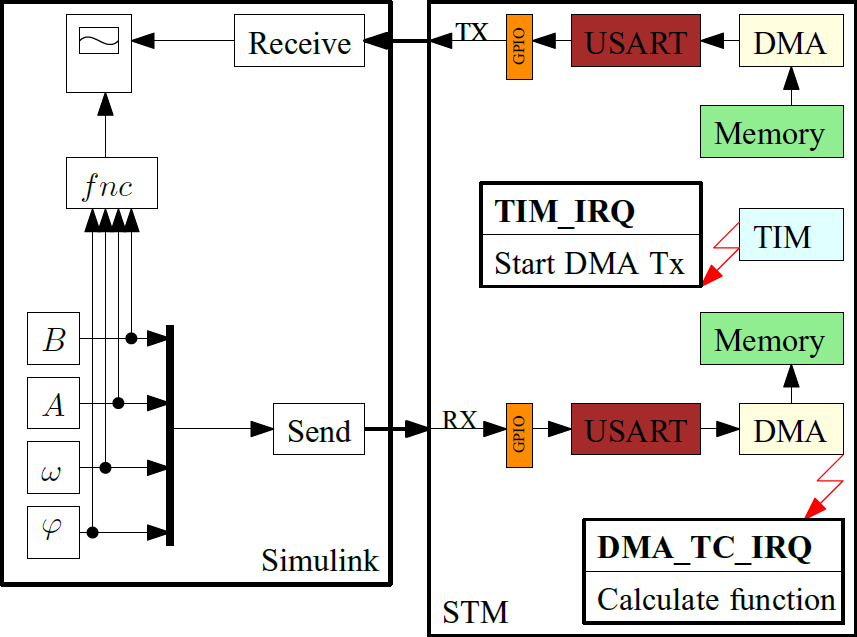 Receive
TX
GPIO
USART
DMA
Memory
fnc
TIM_IRQ
Start DMA Tx
TIM
B
A
ω
φ
Send
RX
GPIO
USART
DMA
Memory
DMA_TC_IRQ
Calculate function
Simulink
STM